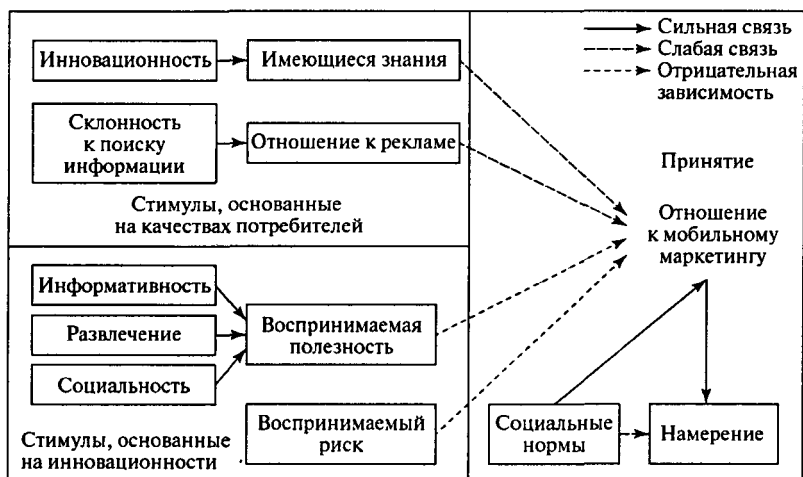 Инновационность
Имеющиеся знания
Склонность
к поиску
информации
Отношение к рекламе
Стимулы, основанные
на качествах потребителей
Информативность
Развлечение
Социальность
Воспринимаемая
полезность
Воспринимаемый
риск
Стимулы, основанные
на инновационности
Сильная связь
Слабая связь
Отрицательная
зависимость
Принятие
Отношение
к мобильному
маркетингу
Социальные
нормы
Намерение